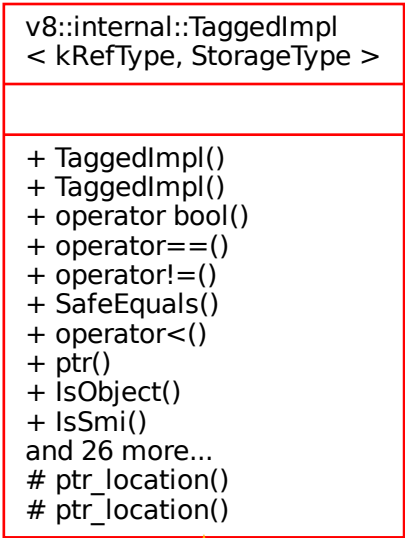 v8::internal::TaggedImpl
< kRefType, StorageType >
+ TaggedImpl()
+ TaggedImpl()
+ operator bool()
+ operator==()
+ operator!=()
+ SafeEquals()
+ operator<()
+ ptr()
+ IsObject()
+ IsSmi()
and 26 more...
# ptr_location()
# ptr_location()